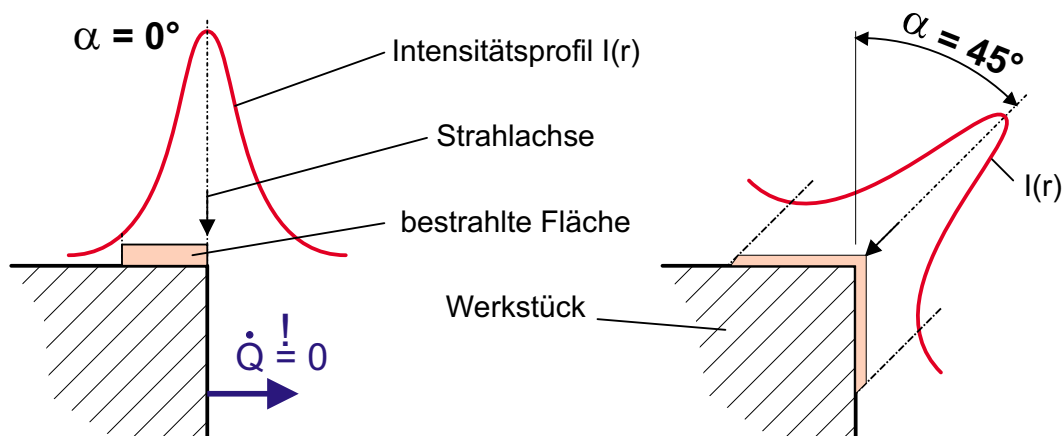 α = 0°
Intensitätsprofil I(r)
Strahlachse
bestrahlte Fläche
Werkstück
Q̇ =! 0
α = 45°
I(r)